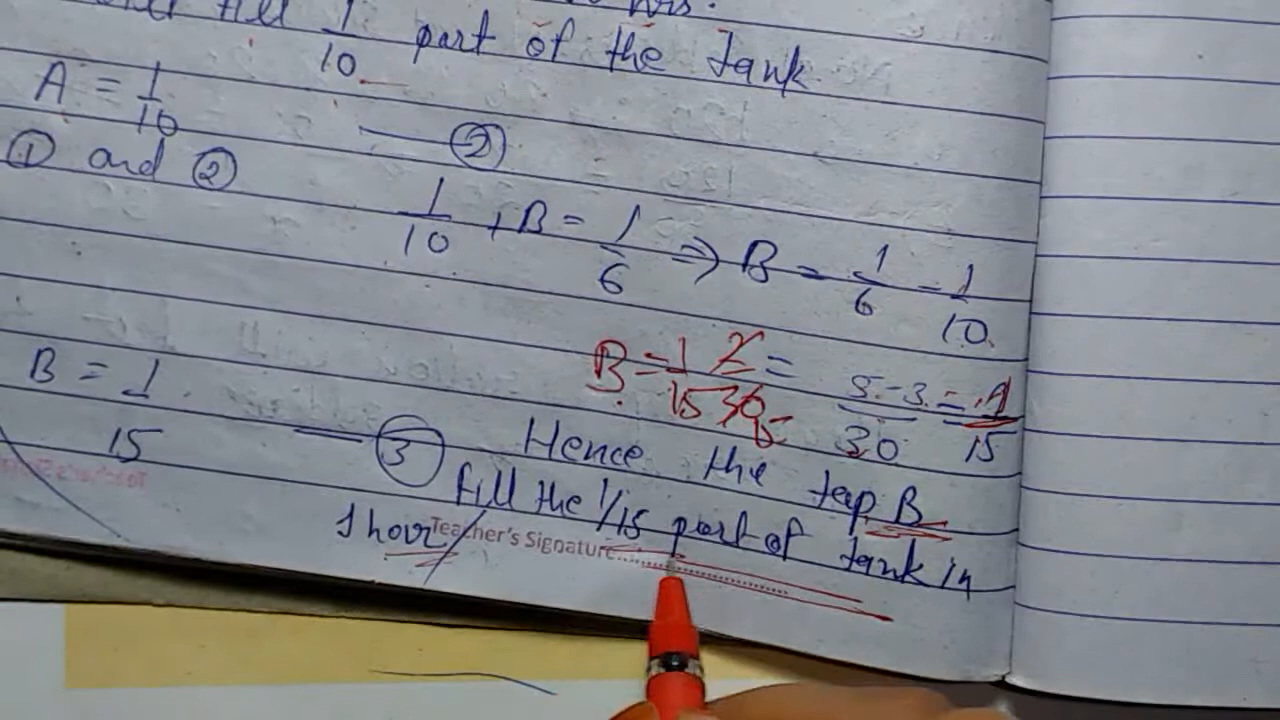 fill 1/10 part of the Tank
A = 1/10 — ②
① and ②
1/10 + B = 1/6 ⇒ B = 1/6 - 1/10
B = 1/15 2/30 = 5-3/30 = 1/15
B = 1/15 — ③
Hence the tap B
fill the 1/15 part of tank in
1 hour
Teacher's Signature